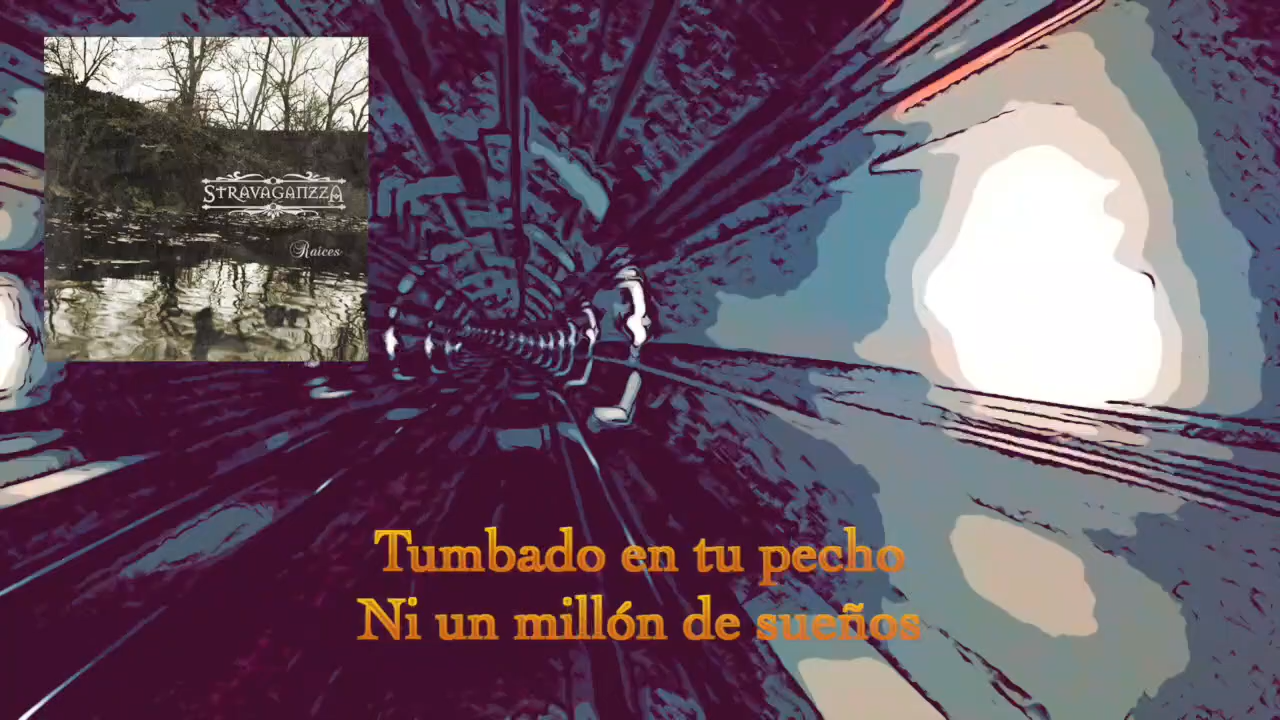 STRAVAGANZZA
Raíces
Tumbado en tu pecho
Ni un millón de sueños